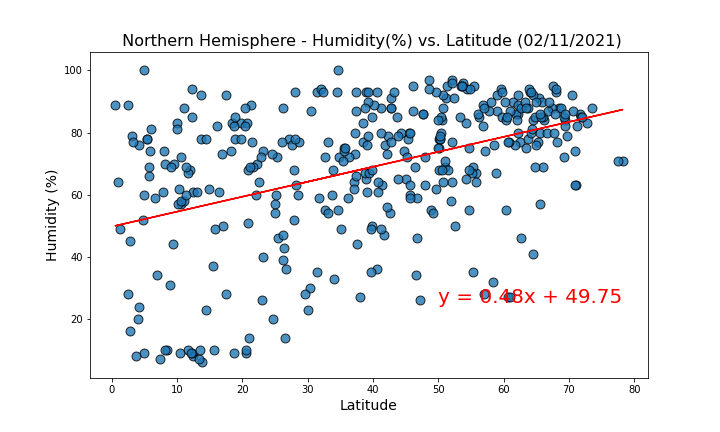 Northern Hemisphere - Humidity(%) vs. Latitude (02/11/2021)
100
80
60
40
20
Humidity (%)
y = 0.48x + 49.75
0 10 20 30 40 50 60 70 80
Latitude